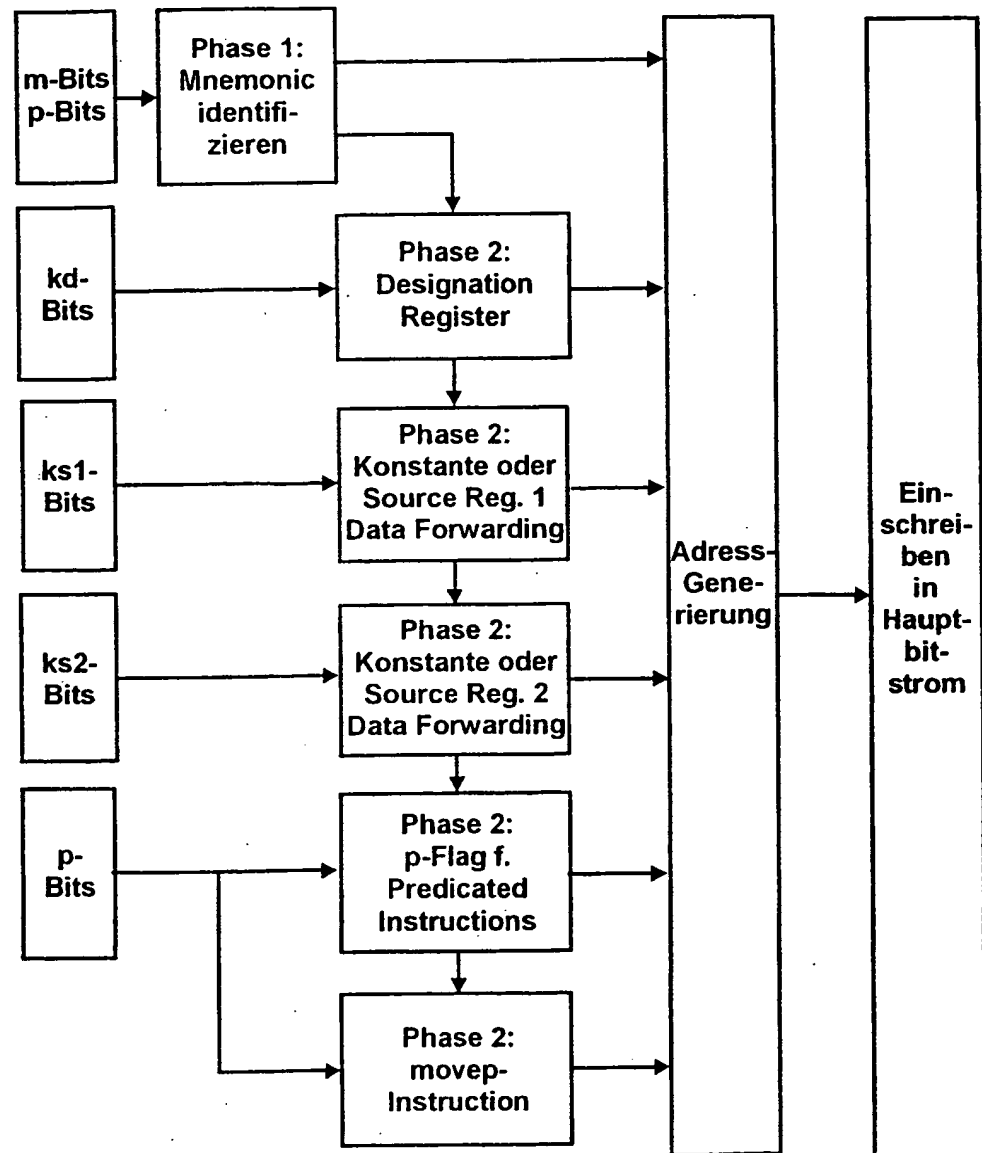 m-Bits
p-Bits
Phase 1:
Mnemonic
identifi-
zieren
kd-
Bits
Phase 2:
Designation
Register
ks1-
Bits
Phase 2:
Konstante oder
Source Reg. 1
Data Forwarding
ks2-
Bits
Phase 2:
Konstante oder
Source Reg. 2
Data Forwarding
p-
Bits
Phase 2:
p-Flag f.
Predicated
Instructions
Phase 2:
movep-
Instruction
Adress-
Gene-
rierung
Ein-
schrei-
ben
in
Haupt-
bit-
strom